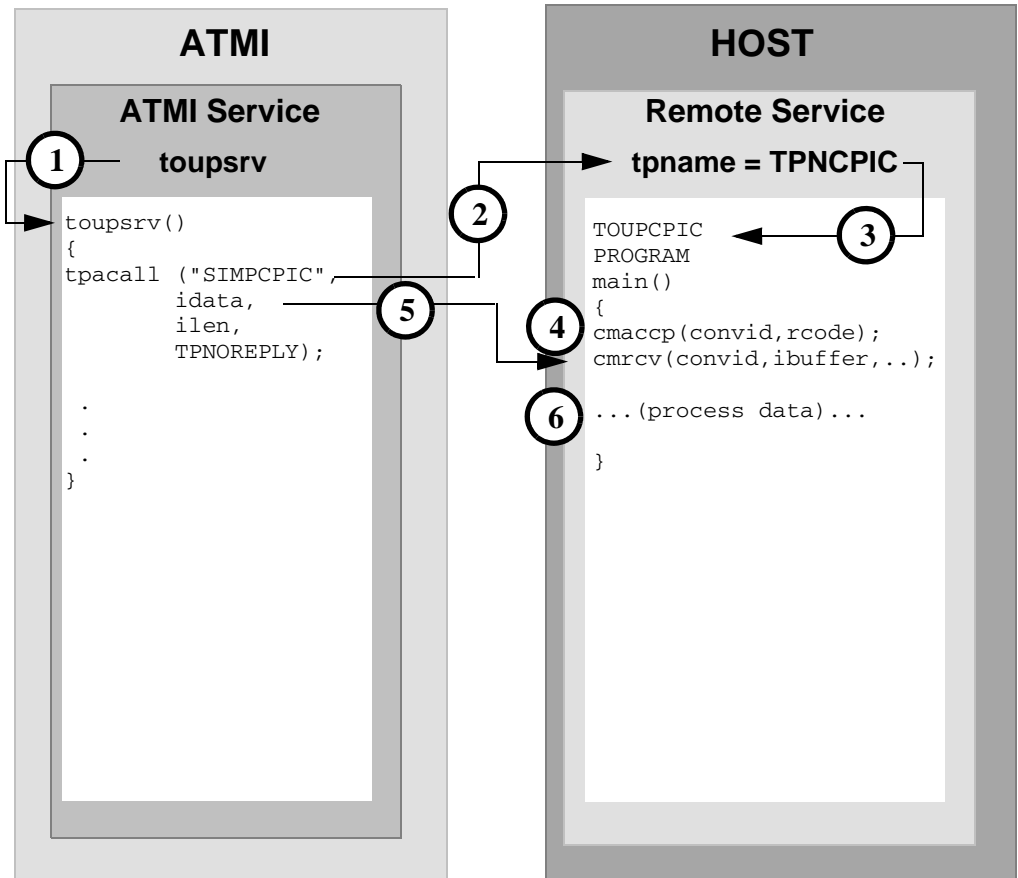 ATMI
ATMI Service
1
toupsrv
toupsrv()
{
tpacall ("SIMPCPIC",
idata,
ilen,
TPNOREPLY);
.
.
.
}
2
5
HOST
Remote Service
tpname = TPNCPIC
3
TOUPCPIC
PROGRAM
main()
{
4
cmaccp(convid,rcode);
cmrcv(convid,ibuffer,..);
6
...(process data)...
}